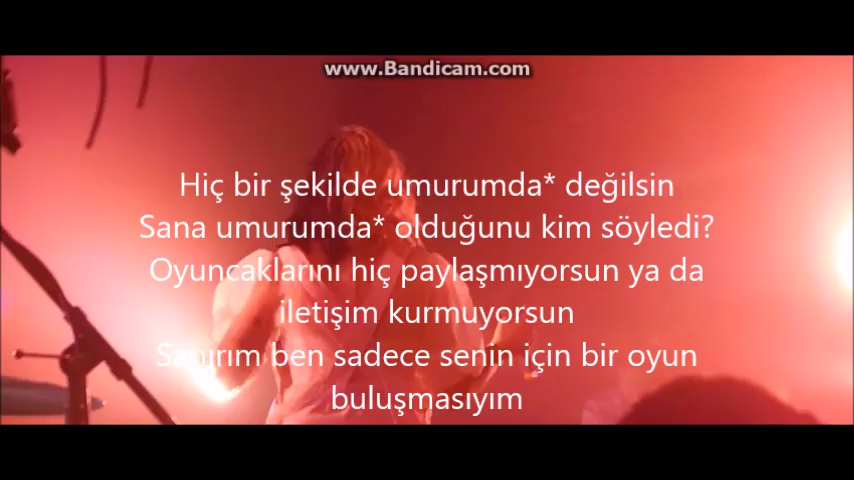 www.Bandicam.com
Hiç bir şekilde umurumda* değilsin
Sana umurumda* olduğunu kim söyledi?
Oyuncaklarını hiç paylaşmıyorsun ya da
iletişim kurmuyorsun
Sanırım ben sadece senin için bir oyun
buluşmasıyım